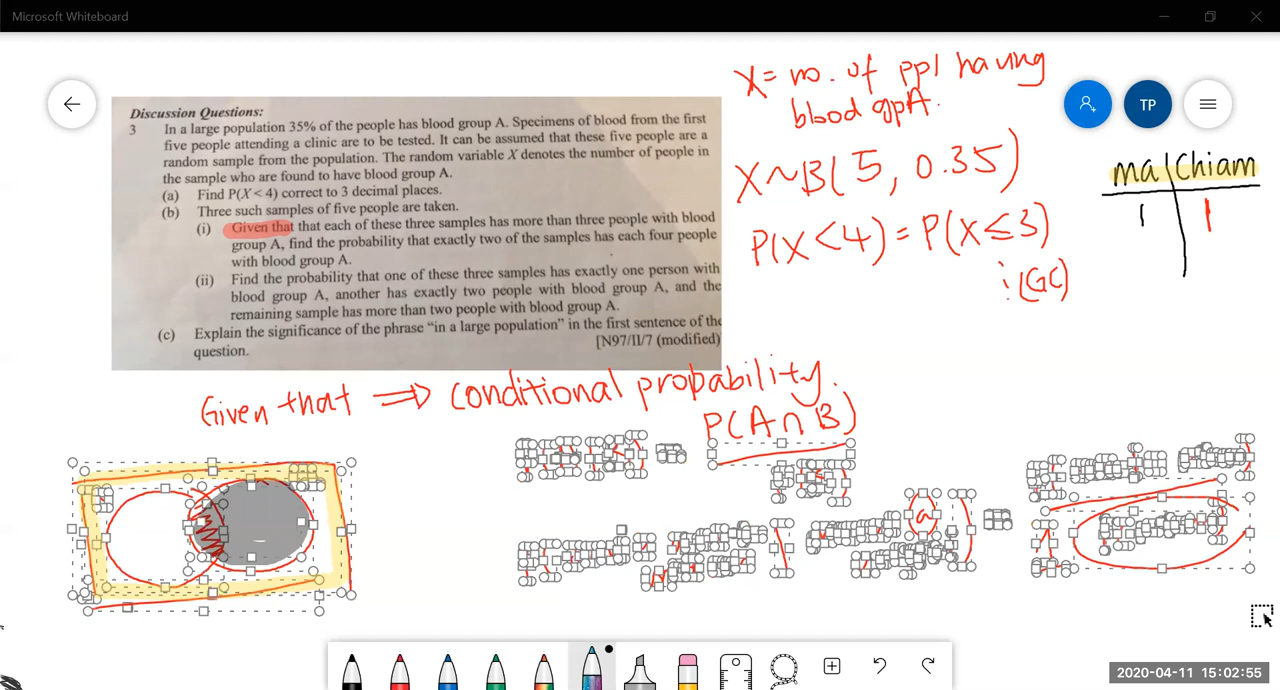 Microsoft Whiteboard
X = no. of ppl having
blood gp A.
TP
Discussion Questions:
3 In a large population 35% of the people has blood group A. Specimens of blood from the first
five people attending a clinic are to be tested. It can be assumed that these five people are a
random sample from the population. The random variable X denotes the number of people in
the sample who are found to have blood group A.
(a) Find P(X < 4) correct to 3 decimal places.
(b) Three such samples of five people are taken.
(i) Given that that each of these three samples has more than three people with blood
group A, find the probability that exactly two of the samples has each four people
with blood group A.
(ii) Find the probability that one of these three samples has exactly one person with
blood group A, another has exactly two people with blood group A, and the
remaining sample has more than two people with blood group A.
(c) Explain the significance of the phrase “in a large population” in the first sentence of the
question.
[N97/II/7 (modified)
X~B(5, 0.35)
P(X < 4) = P(X ≤ 3)
(GC)
ma Chiam
1 1
Given that ⇒ conditional probability.
P(A ∩ B)
2020-04-11 15:02:55